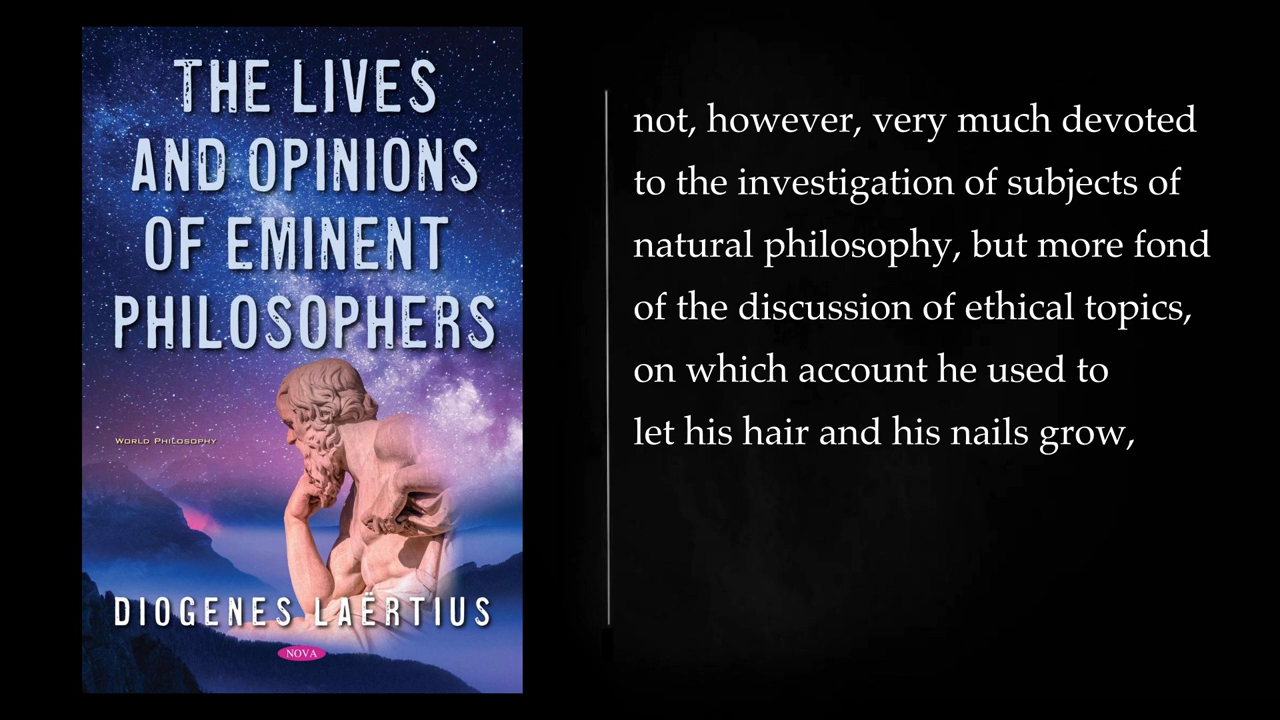 THE LIVES
AND OPINIONS
OF EMINENT
PHILOSOPHERS
WORLD PHILOSOPHY
DIOGENES LAËRTIUS
NOVA
not, however, very much devoted
to the investigation of subjects of
natural philosophy, but more fond
of the discussion of ethical topics,
on which account he used to
let his hair and his nails grow,